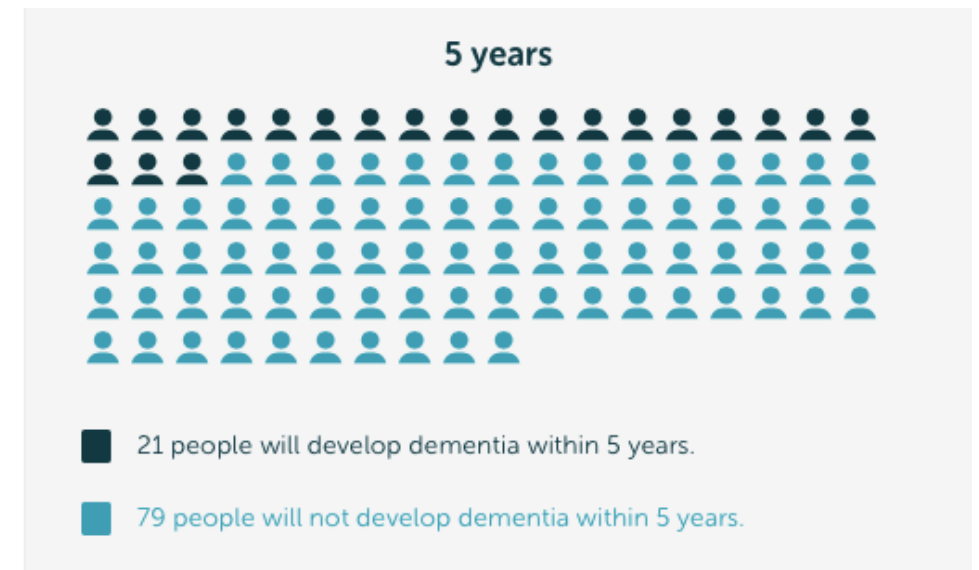 5 years
21 people will develop dementia within 5 years.
79 people will not develop dementia within 5 years.